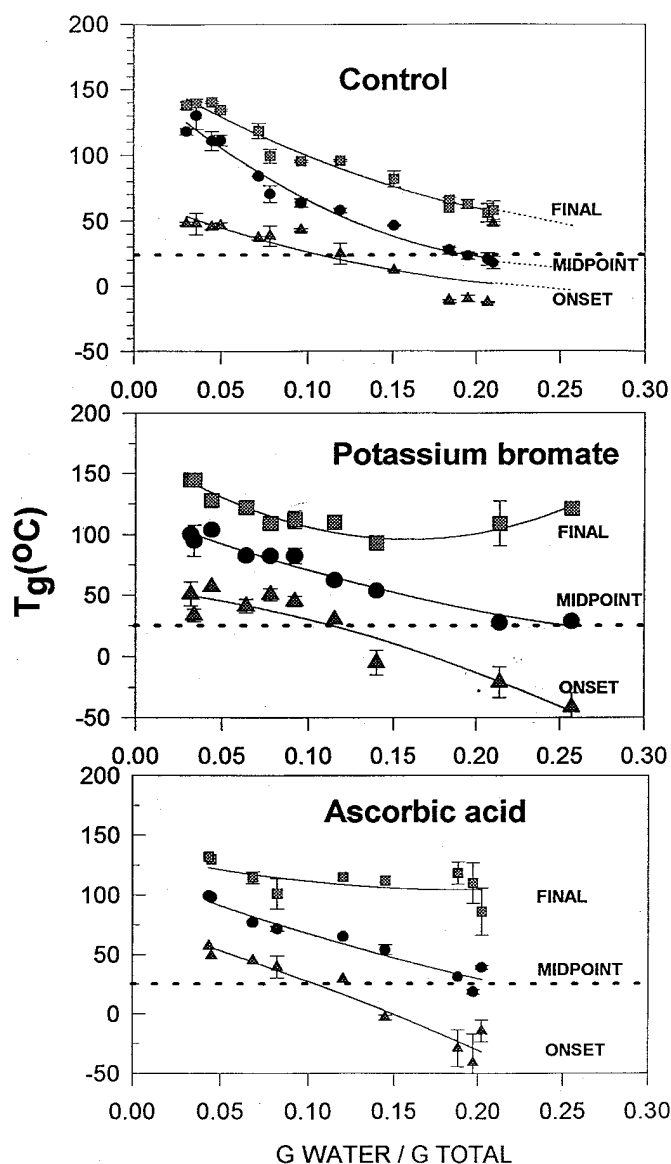 200
Control
150
100
50
FINAL
0
MIDPOINT
ONSET
-50
0.00 0.05 0.10 0.15 0.20 0.25 0.30
200
Potassium bromate
150
100
FINAL
50
MIDPOINT
0
ONSET
-50
0.00 0.05 0.10 0.15 0.20 0.25 0.30
Tg(ºC)
200
Ascorbic acid
150
100
FINAL
50
MIDPOINT
0
ONSET
-50
0.00 0.05 0.10 0.15 0.20 0.25 0.30
G WATER / G TOTAL